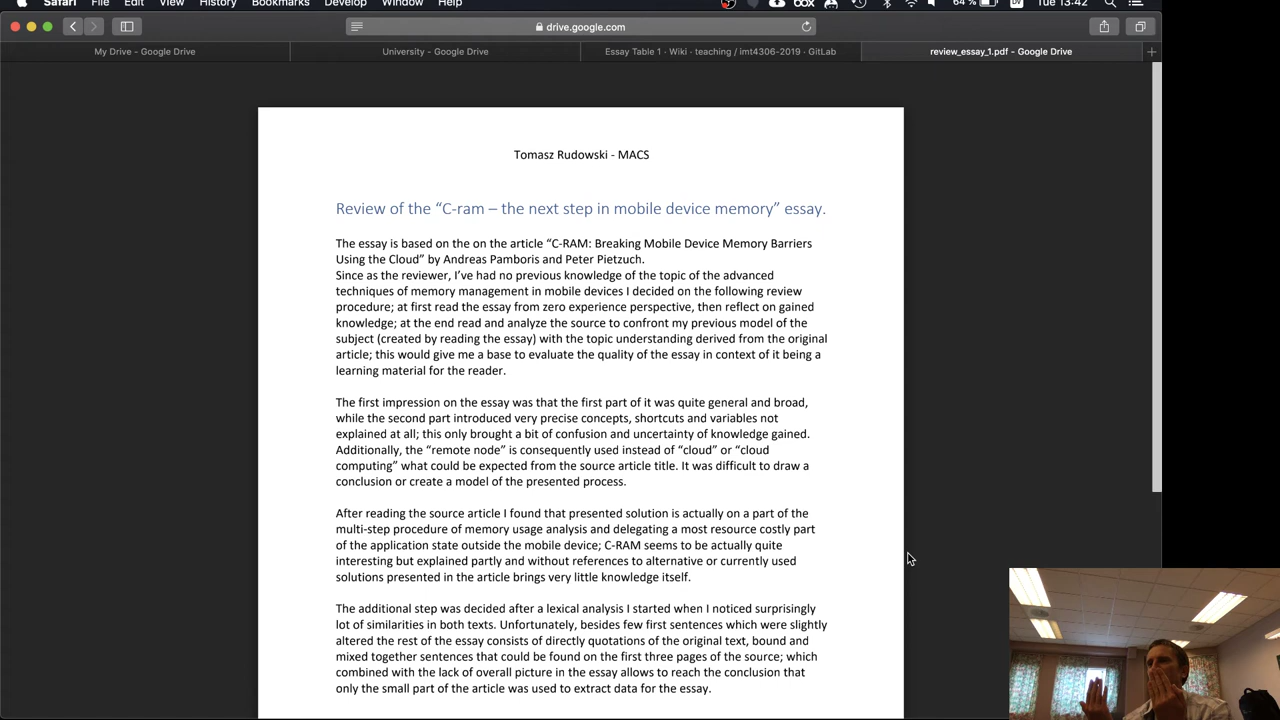 Safari File Edit View History Bookmarks Develop Window Help 64 % DV Tue 13:42
drive.google.com
My Drive - Google Drive University - Google Drive Essay Table 1 · Wiki · teaching / imt4306-2019 · GitLab review_essay_1.pdf - Google Drive
Tomasz Rudowski - MACS
Review of the “C-ram – the next step in mobile device memory” essay.
The essay is based on the on the article “C-RAM: Breaking Mobile Device Memory Barriers
Using the Cloud” by Andreas Pamboris and Peter Pietzuch.
Since as the reviewer, I’ve had no previous knowledge of the topic of the advanced
techniques of memory management in mobile devices I decided on the following review
procedure; at first read the essay from zero experience perspective, then reflect on gained
knowledge; at the end read and analyze the source to confront my previous model of the
subject (created by reading the essay) with the topic understanding derived from the original
article; this would give me a base to evaluate the quality of the essay in context of it being a
learning material for the reader.
The first impression on the essay was that the first part of it was quite general and broad,
while the second part introduced very precise concepts, shortcuts and variables not
explained at all; this only brought a bit of confusion and uncertainty of knowledge gained.
Additionally, the “remote node” is consequently used instead of “cloud” or “cloud
computing” what could be expected from the source article title. It was difficult to draw a
conclusion or create a model of the presented process.
After reading the source article I found that presented solution is actually on a part of the
multi-step procedure of memory usage analysis and delegating a most resource costly part
of the application state outside the mobile device; C-RAM seems to be actually quite
interesting but explained partly and without references to alternative or currently used
solutions presented in the article brings very little knowledge itself.
The additional step was decided after a lexical analysis I started when I noticed surprisingly
lot of similarities in both texts. Unfortunately, besides few first sentences which were slightly
altered the rest of the essay consists of directly quotations of the original text, bound and
mixed together sentences that could be found on the first three pages of the source; which
combined with the lack of overall picture in the essay allows to reach the conclusion that
only the small part of the article was used to extract data for the essay.